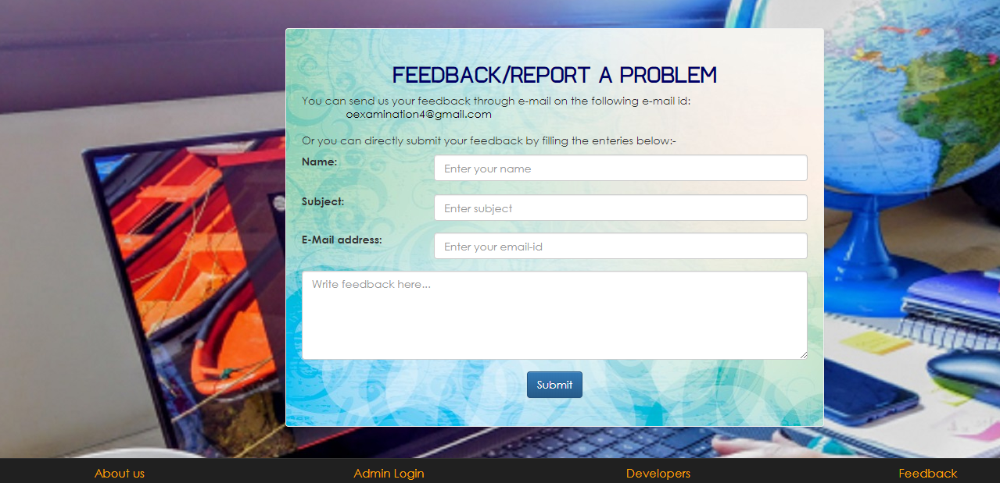 FEEDBACK/REPORT A PROBLEM
You can send us your feedback through e-mail on the following e-mail id:
oexamination4@gmail.com
Or you can directly submit your feedback by filling the enteries below:-
Name:
Enter your name
Subject:
Enter subject
E-Mail address:
Enter your email-id
Write feedback here...
Submit
About us
Admin Login
Developers
Feedback